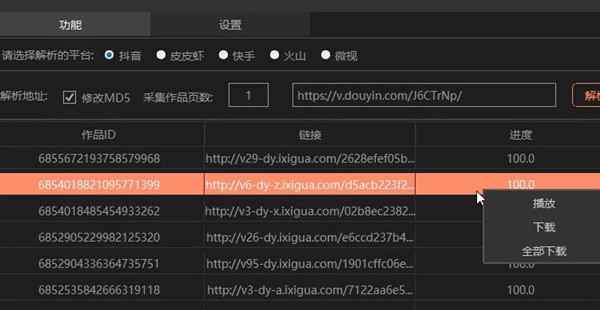 功能 设置
请选择解析的平台: 抖音 皮皮虾 快手 火山 微视
解析地址: 修改MD5 采集作品页数: 1 https://v.douyin.com/J6CTrNp/ 解析
作品ID 链接 进度
6855672193758579968 http://v29-dy.ixigua.com/2628efef05b... 100.0
6854018821095771399 http://v6-dy-z.ixigua.com/d5acb223f2... 100.0
播放
6854018485454933262 http://v3-dy-x.ixigua.com/02b8ec2382...
下载
6852905229982125320 http://v26-dy.ixigua.com/e6ccd237b4...
全部下载
6852904336364735751 http://v95-dy.ixigua.com/1901cffc06e...
6852535842666319118 http://v3-dy-a.ixigua.com/7122aa6e5... 100.0